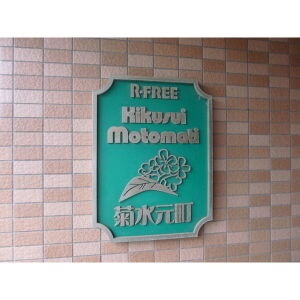 R-FREE
Kikusui
Motomati
菊水元町